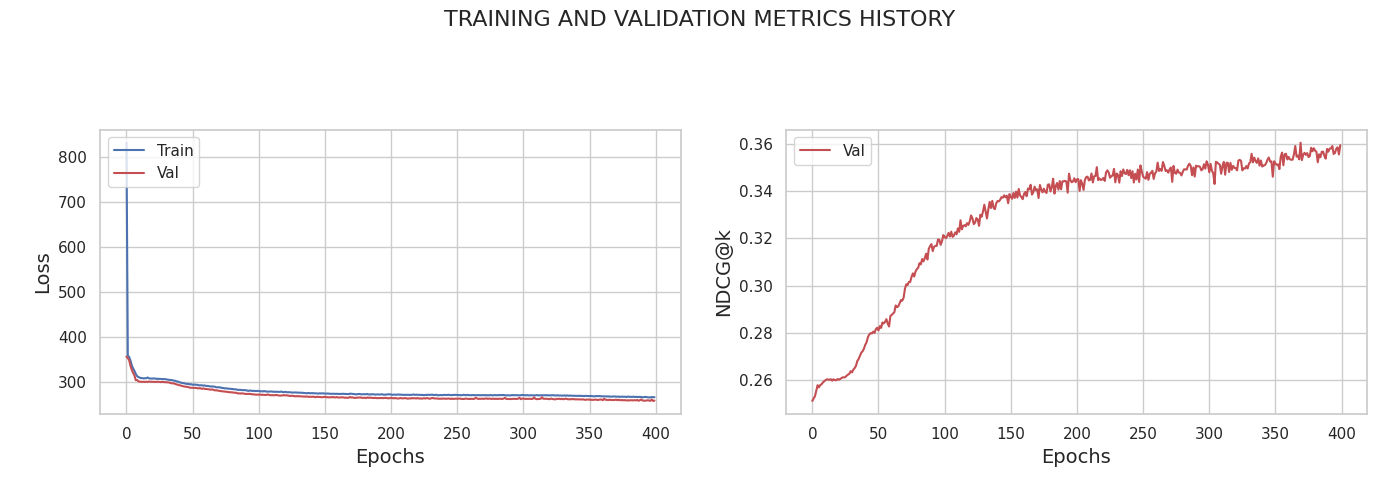 TRAINING AND VALIDATION METRICS HISTORY
Train
Val
800
700
600
500
400
300
Loss
0 50 100 150 200 250 300 350 400
Epochs
Val
0.36
0.34
0.32
0.30
0.28
0.26
NDCG@k
0 50 100 150 200 250 300 350 400
Epochs